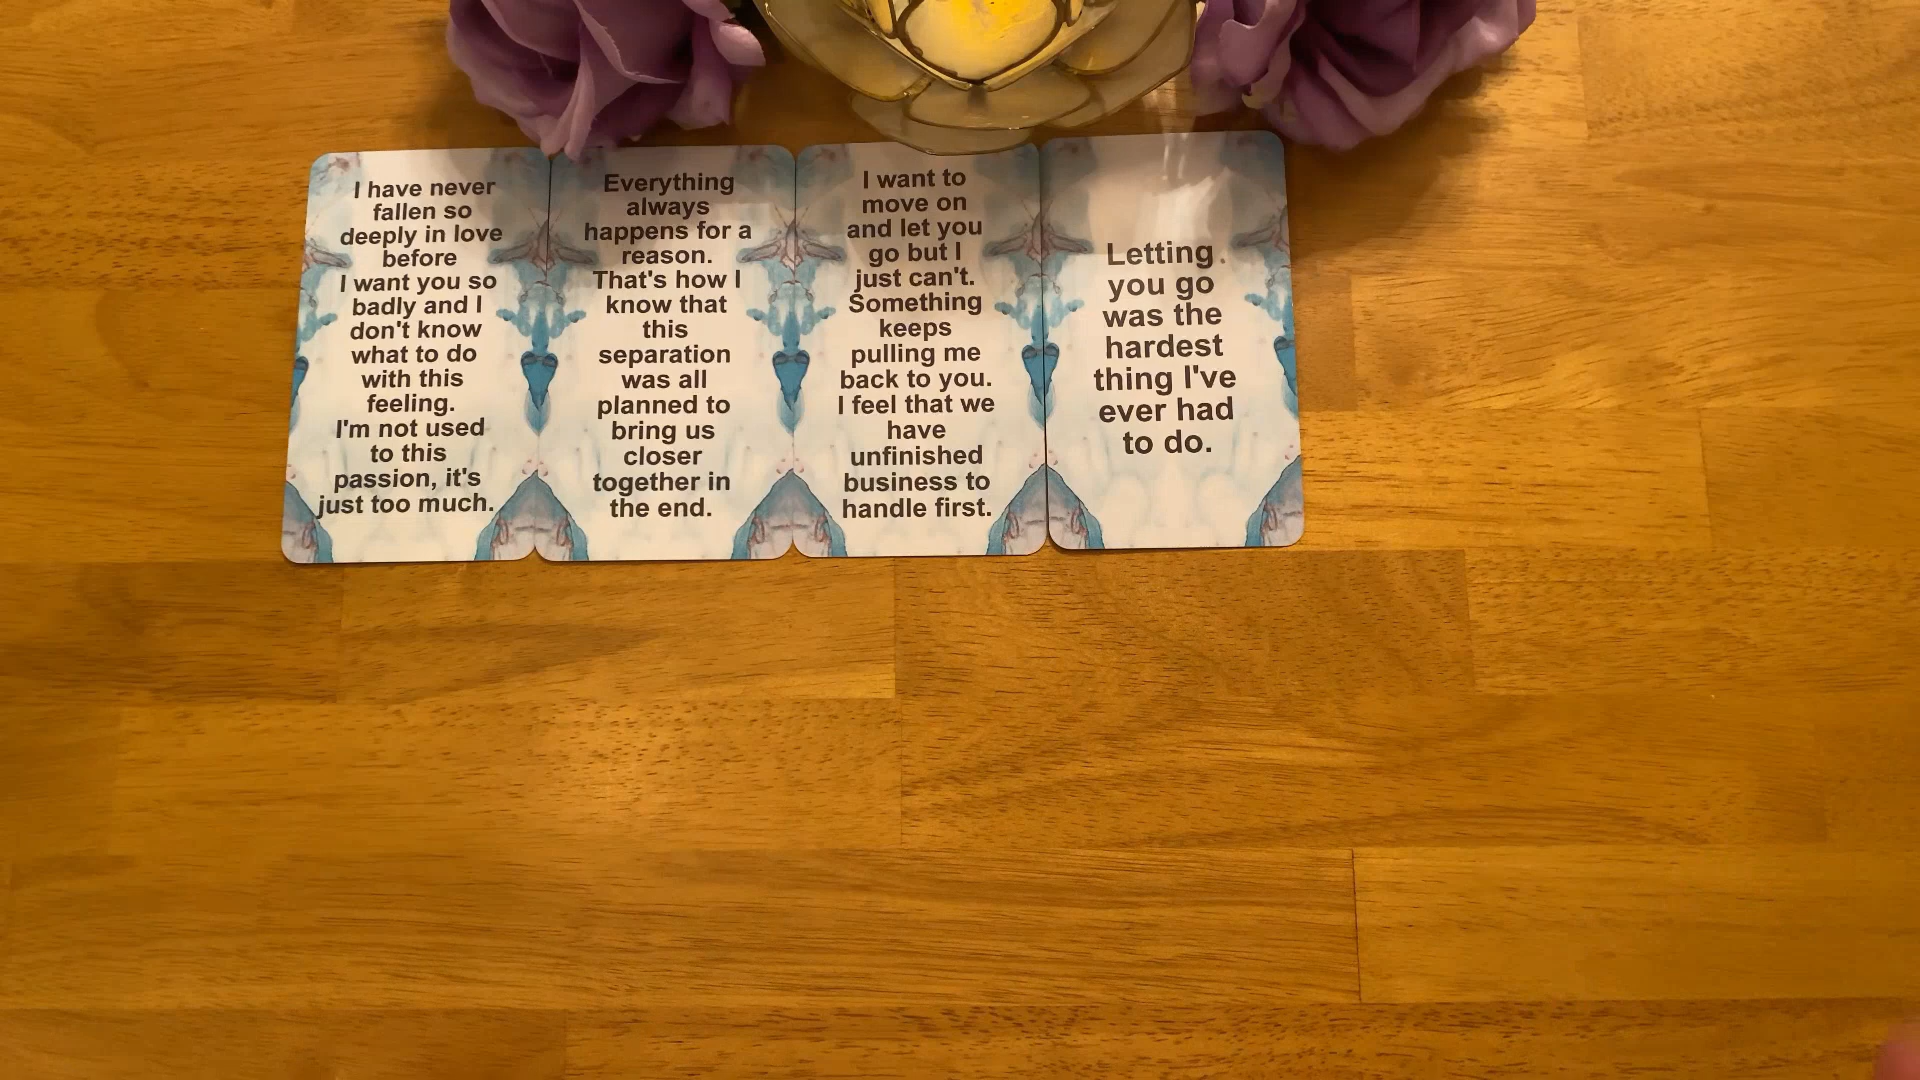 I have never
fallen so
deeply in love
before
I want you so
badly and I
don't know
what to do
with this
feeling.
I'm not used
to this
passion, it's
just too much.
Everything
always
happens for a
reason.
That's how I
know that
this
separation
was all
planned to
bring us
closer
together in
the end.
I want to
move on
and let you
go but I
just can't.
Something
keeps
pulling me
back to you.
I feel that we
have
unfinished
business to
handle first.
Letting
you go
was the
hardest
thing I've
ever had
to do.